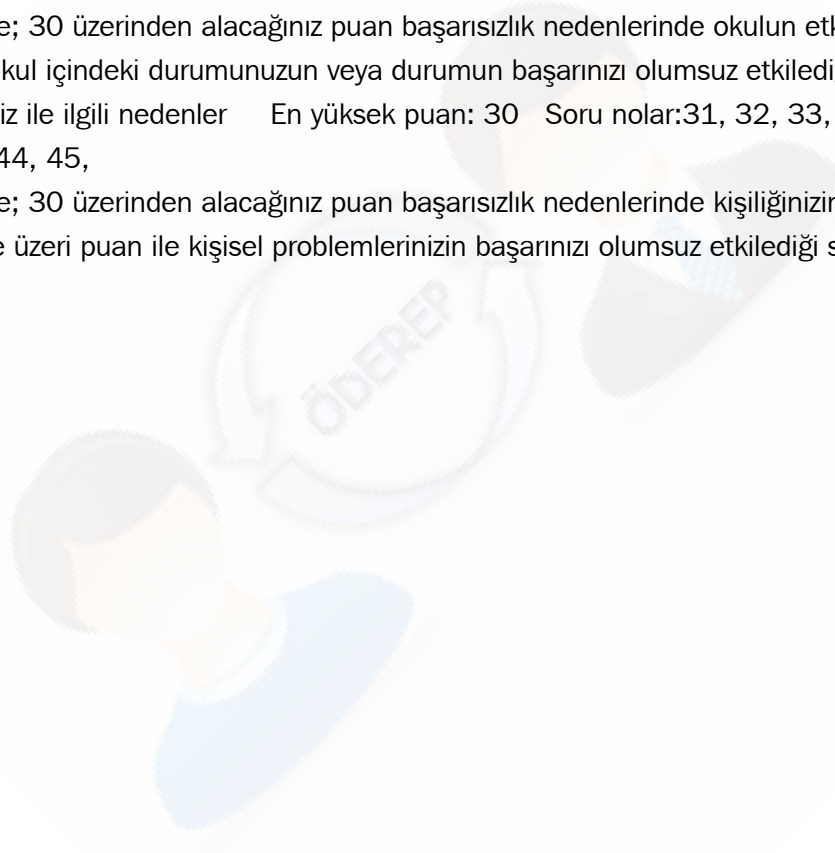 e; 30 üzerinden alacağınız puan başarısızlık nedenlerinde okulun etk
kul içindeki durumunuzun veya durumun başarınızı olumsuz etkiledi
iz ile ilgili nedenler En yüksek puan: 30 Soru nolar:31, 32, 33,
44, 45,
e; 30 üzerinden alacağınız puan başarısızlık nedenlerinde kişiliğinizin
e üzeri puan ile kişisel problemlerinizin başarınızı olumsuz etkilediği s
ÖDEREP